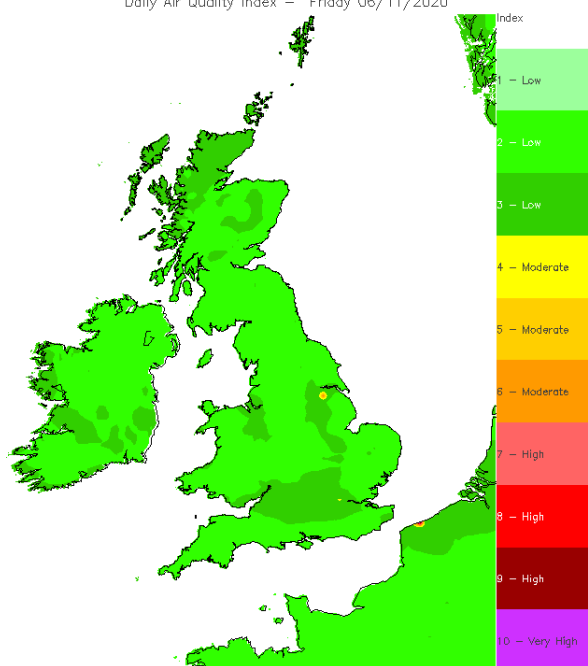 Daily Air Quality Index - Friday 06/11/2020
Index
1 - Low
2 - Low
3 - Low
4 - Moderate
5 - Moderate
6 - Moderate
7 - High
8 - High
9 - High
10 - Very High